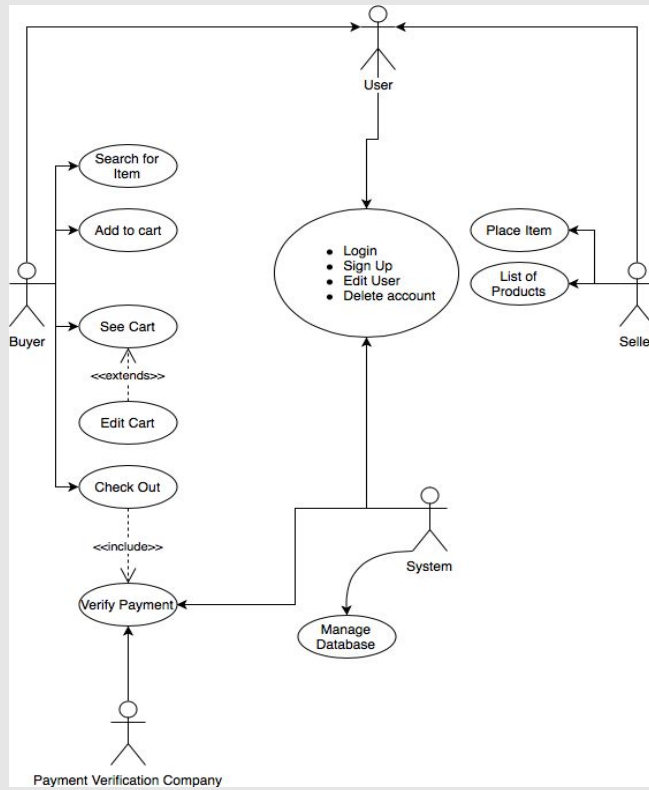 User
Search for
Item
Add to cart
Login
Sign Up
Edit User
Delete account
Place Item
List of
Products
Buyer
See Cart
Selle
<<extends>>
Edit Cart
Check Out
<<include>>
System
Verify Payment
Manage
Database
Payment Verification Company